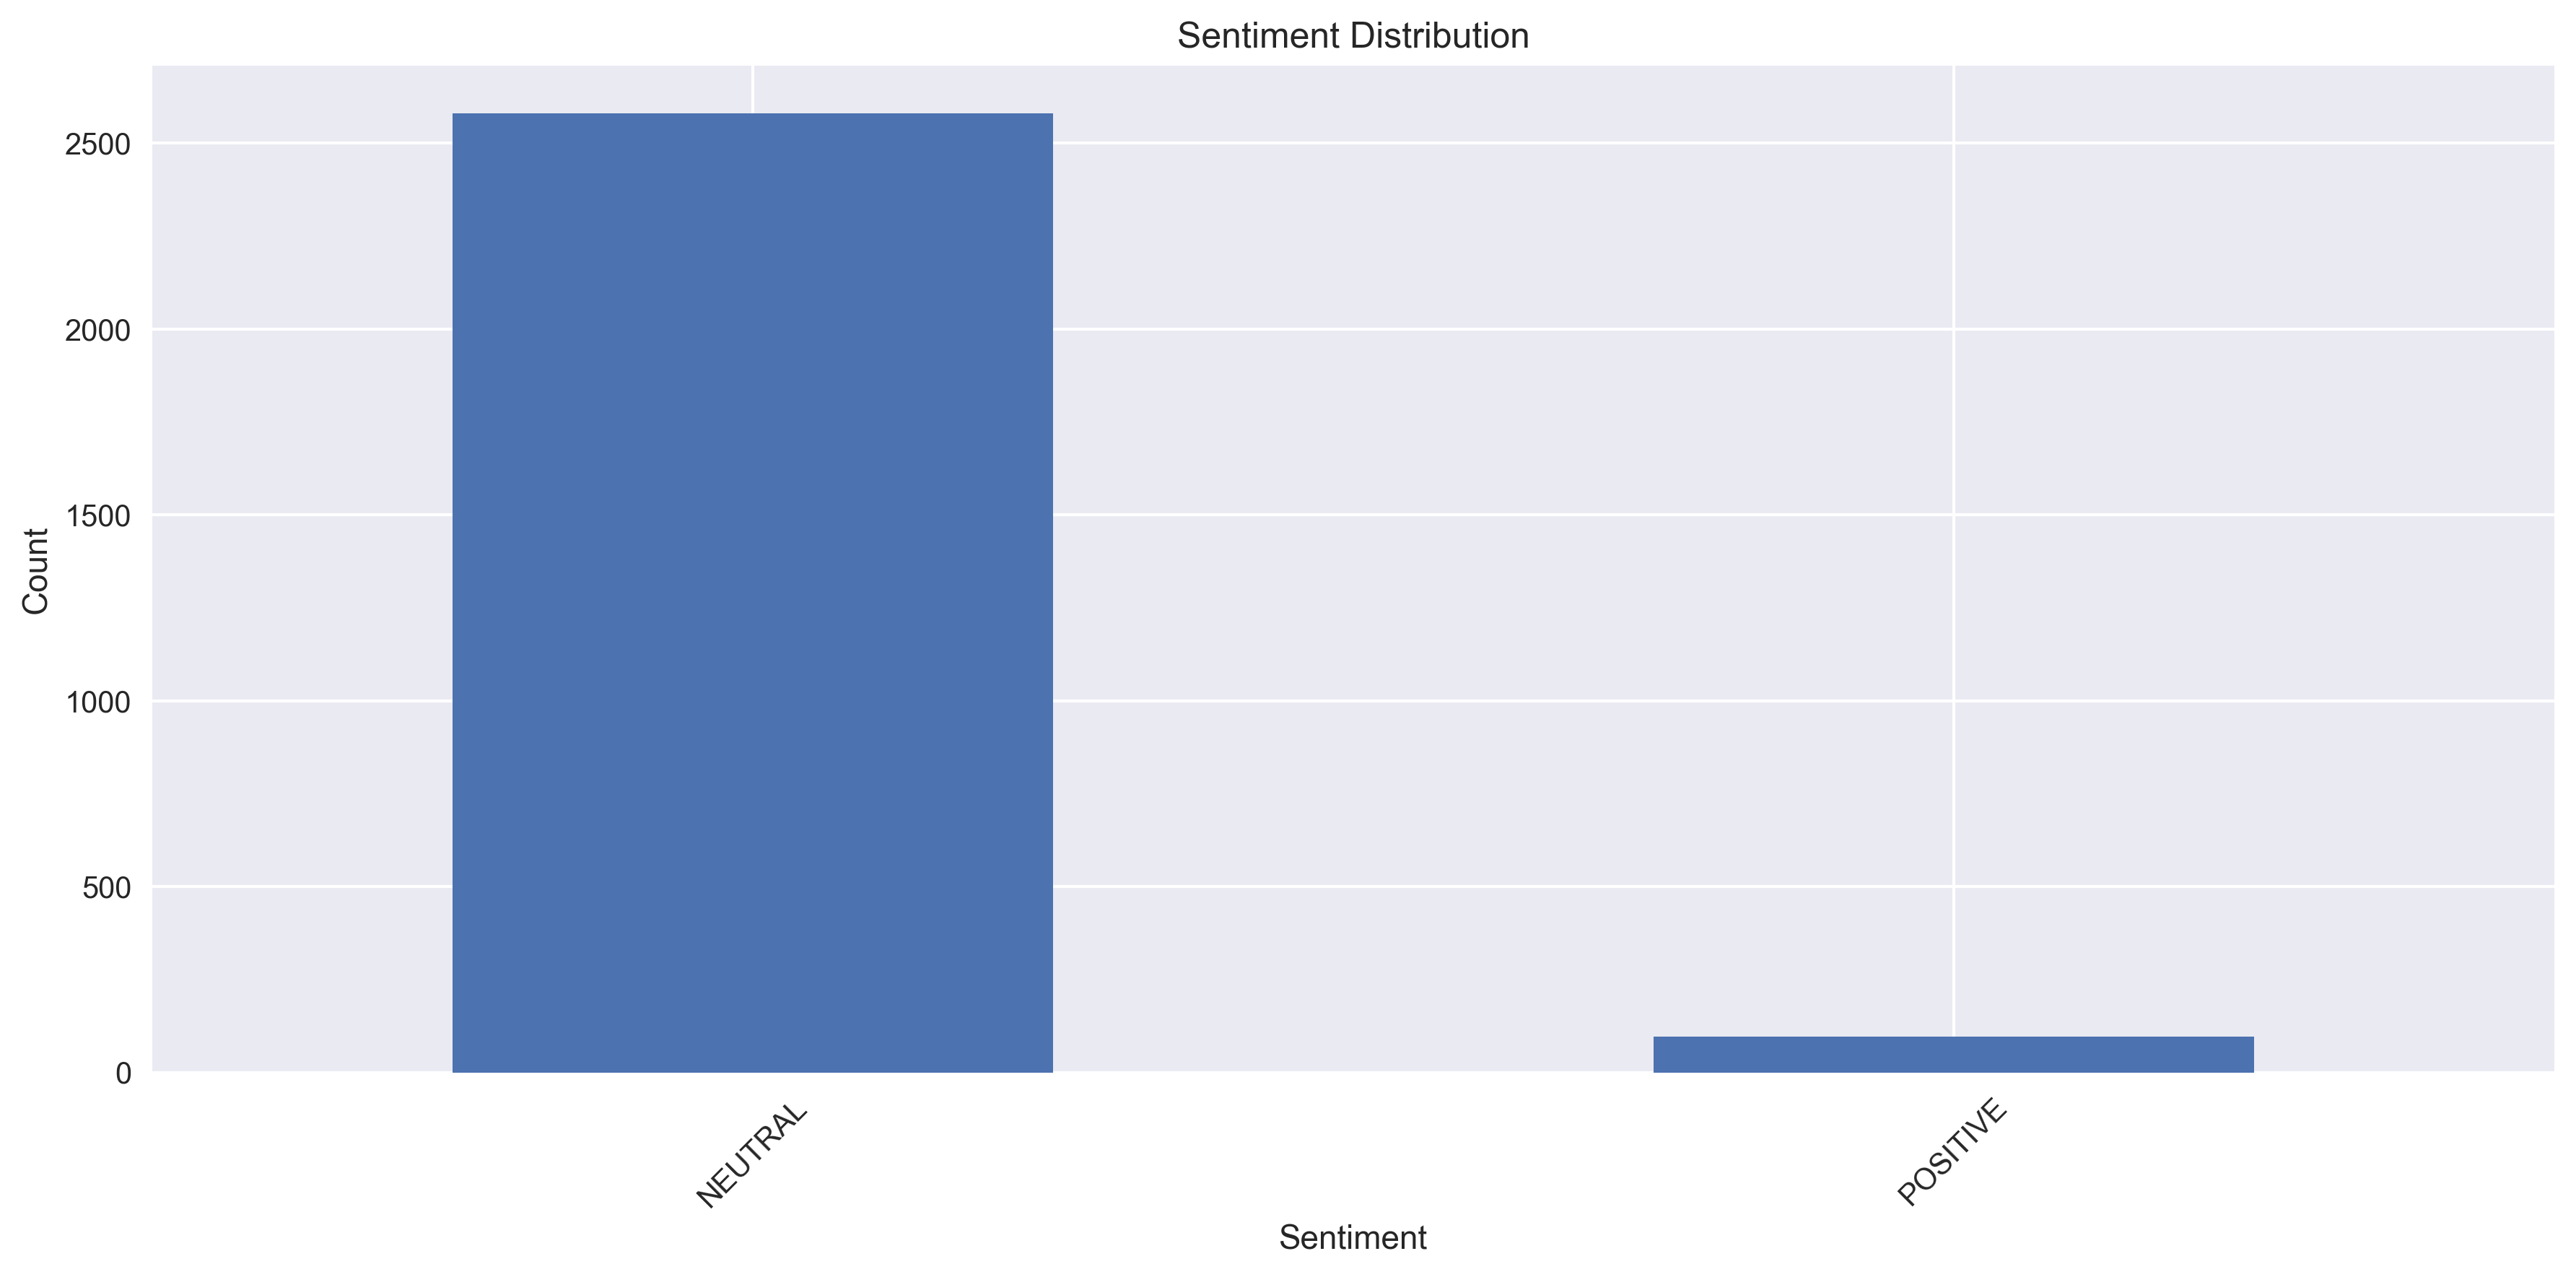 Sentiment Distribution
2500
2000
1500
1000
500
0
Count
NEUTRAL
POSITIVE
Sentiment